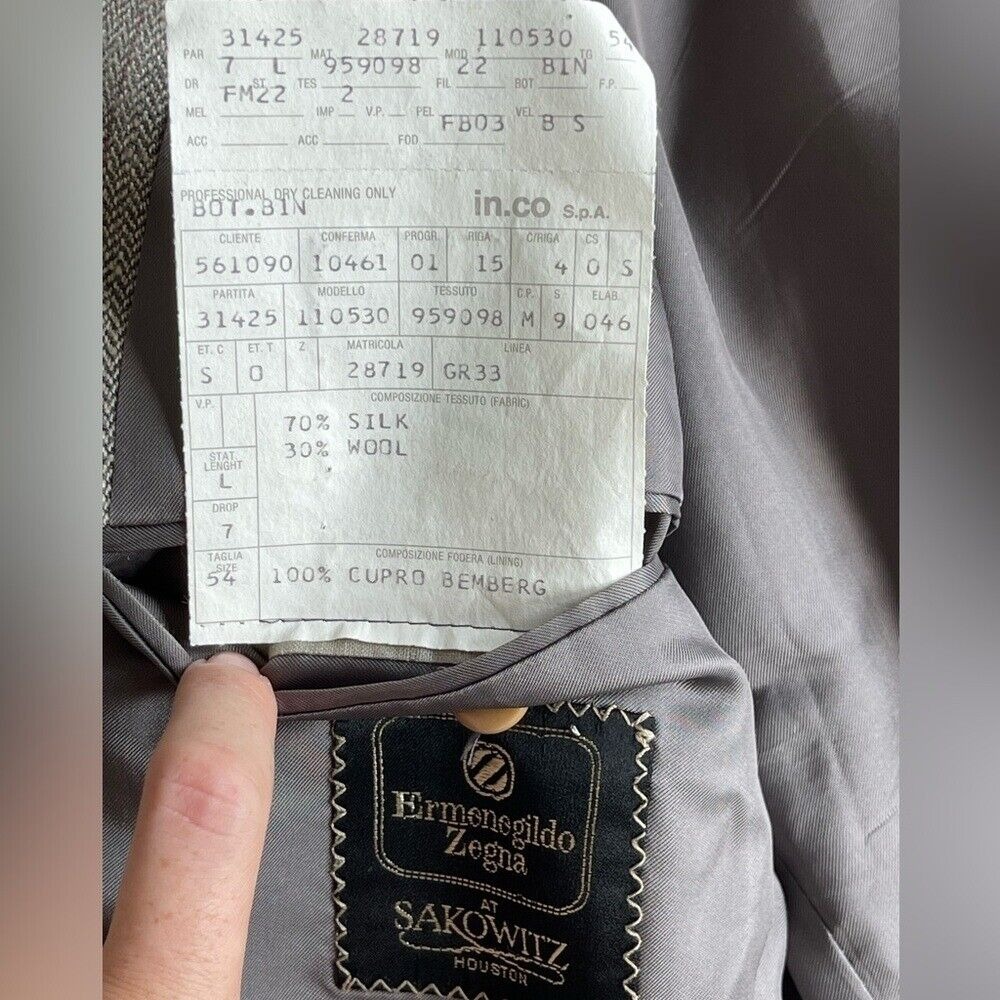 31425 28719 110530 54
PAR MAT MOD TG
7 L 959098 22 BIN
DR ST TES FIL BOT F.P.
FM22 2
MEL IMP V.P. PEL VEL
FB03 B S
ACC ACC FOD
PROFESSIONAL DRY CLEANING ONLY
BOT.BIN in.co S.p.A.
CLIENTE CONFERMA PROGR. RIGA C/RIGA CS
561090 10461 01 15 4 0 S
PARTITA MODELLO TESSUTO C.P. S ELAB.
31425 110530 959098 M 9 046
ET. C ET. T Z MATRICOLA LINEA
S 0 28719 GR33
V.P. COMPOSIZIONE TESSUTO (FABRIC)
70% SILK
30% WOOL
STAT.
LENGHT
L
DROP
7
TAGLIA
SIZE
54
COMPOSIZIONE FODERA (LINING)
100% CUPRO BEMBERG
Ermenegildo
Zegna
AT
SAKOWITZ
HOUSTON